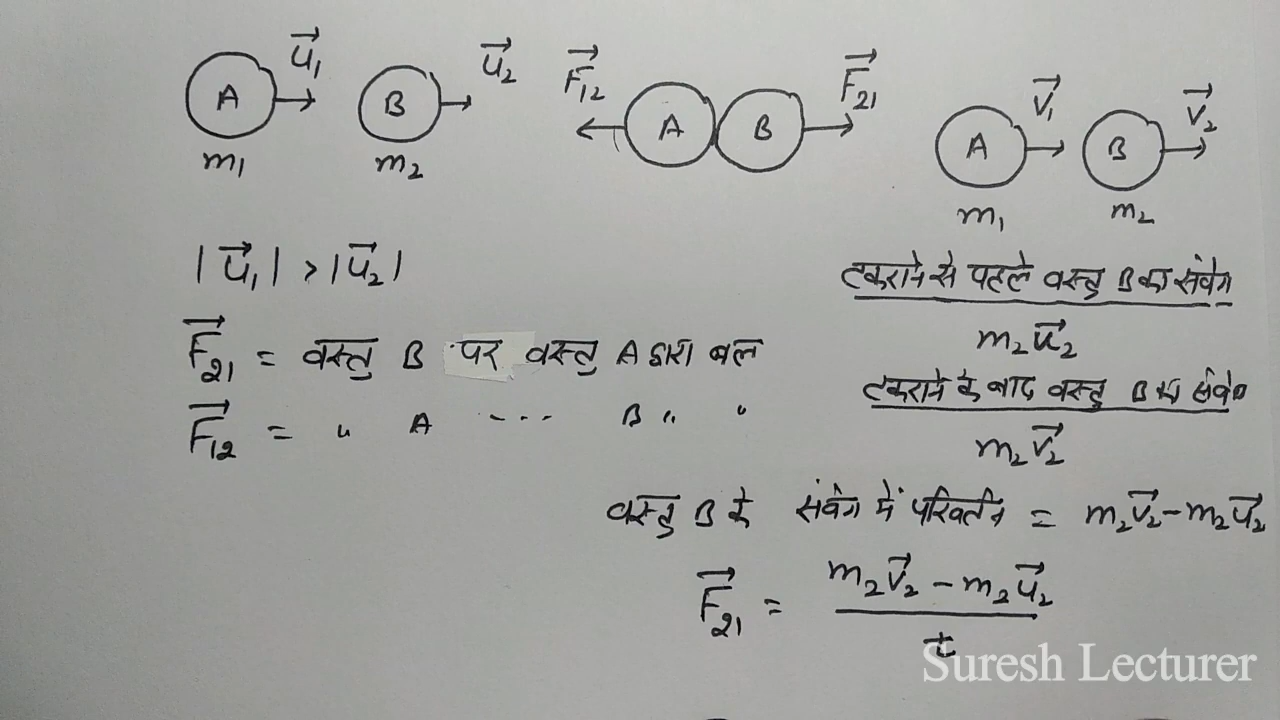 A u⃗₁ B u⃗₂
m₁ m₂
F⃗₁₂ A B F⃗₂₁
A v⃗₁ B v⃗₂
m₁ m₂
|u⃗₁| > |u⃗₂|
F⃗₂₁ = वस्तु B पर वस्तु A द्वारा बल
F⃗₁₂ = " A --- B " "
टकराने से पहले वस्तु B का संवेग
m₂u⃗₂
टकराने के बाद वस्तु B का संवेग
m₂v⃗₂
वस्तु B के संवेग में परिवर्तन = m₂v⃗₂ - m₂u⃗₂
F⃗₂₁ = (m₂v⃗₂ - m₂u⃗₂) / t
Suresh Lecturer